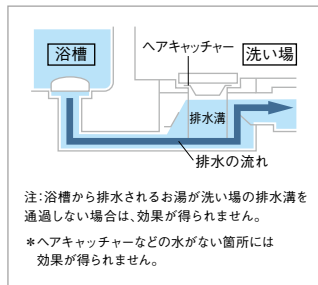 浴槽
ヘアキャッチャー
洗い場
排水溝
排水の流れ
注:浴槽から排水されるお湯が洗い場の排水溝を
通過しない場合は、効果が得られません。
＊ヘアキャッチャーなどの水がない箇所には
効果が得られません。